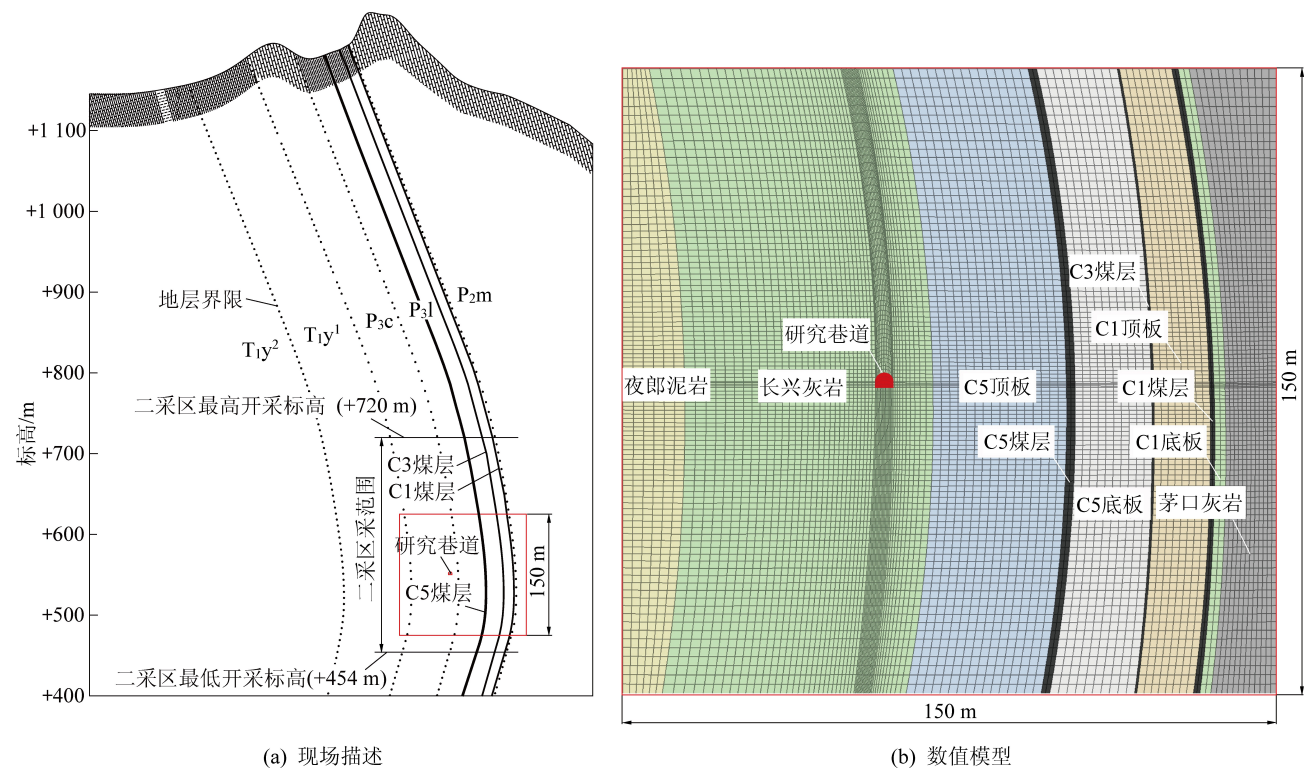 +1 100
+1 000
+900
+800
+700
+600
+500
+400
标高/m
地层界限
T₁y²
T₁y¹
P₃c
P₃l
P₂m
二采区最高开采标高 (+720 m)
C3煤层
C1煤层
二采区采范围
研究巷道
C5煤层
150 m
二采区最低开采标高(+454 m)
(a) 现场描述
C3煤层
C1顶板
研究巷道
夜郎泥岩
长兴灰岩
C5顶板
C1煤层
C5煤层
C1底板
C5底板
茅口灰岩
150 m
150 m
(b) 数值模型